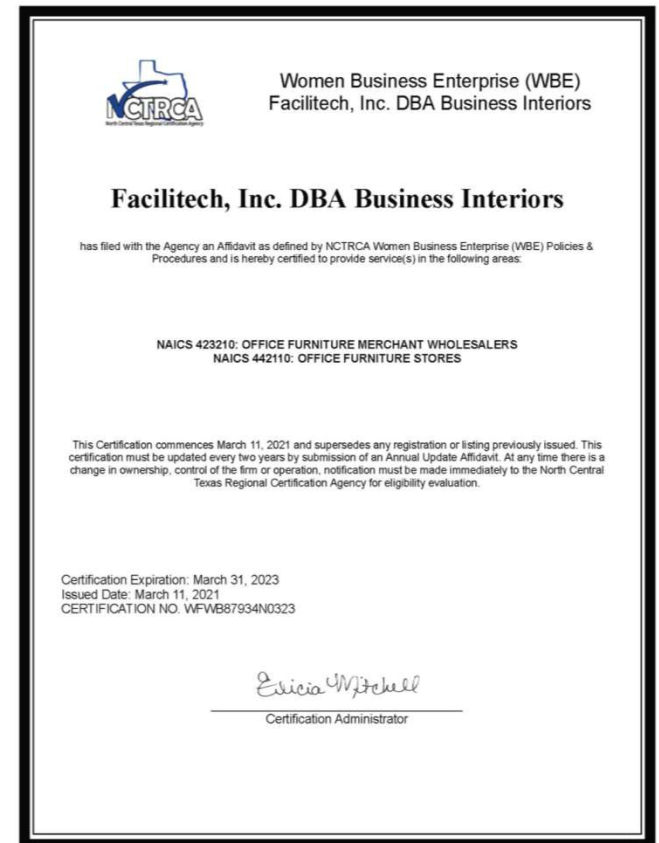 NCTRCA
North Central Texas Regional Certification Agency
Women Business Enterprise (WBE)
Facilitech, Inc. DBA Business Interiors
Facilitech, Inc. DBA Business Interiors
has filed with the Agency an Affidavit as defined by NCTRCA Women Business Enterprise (WBE) Policies &
Procedures and is hereby certified to provide service(s) in the following areas:
NAICS 423210: OFFICE FURNITURE MERCHANT WHOLESALERS
NAICS 442110: OFFICE FURNITURE STORES
This Certification commences March 11, 2021 and supersedes any registration or listing previously issued. This
certification must be updated every two years by submission of an Annual Update Affidavit. At any time there is a
change in ownership, control of the firm or operation, notification must be made immediately to the North Central
Texas Regional Certification Agency for eligibility evaluation.
Certification Expiration: March 31, 2023
Issued Date: March 11, 2021
CERTIFICATION NO. WFWB87934N0323
Mitchell
Certification Administrator